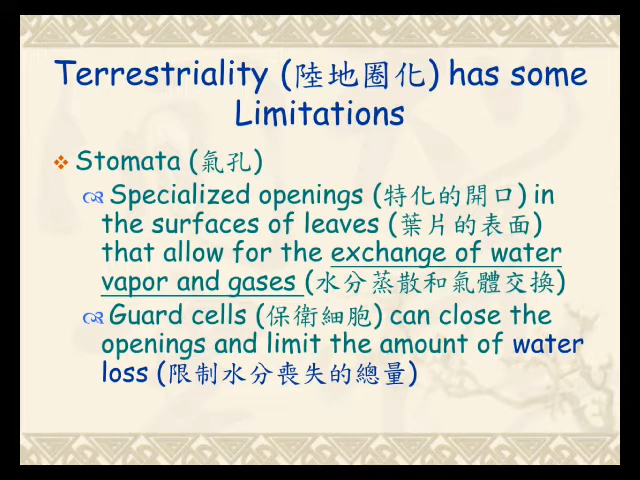 Terrestriality (陸地圈化) has some
Limitations
Stomata (氣孔)
Specialized openings (特化的開口) in
the surfaces of leaves (葉片的表面)
that allow for the exchange of water
vapor and gases (水分蒸散和氣體交換)
Guard cells (保衛細胞) can close the
openings and limit the amount of water
loss (限制水分喪失的總量)